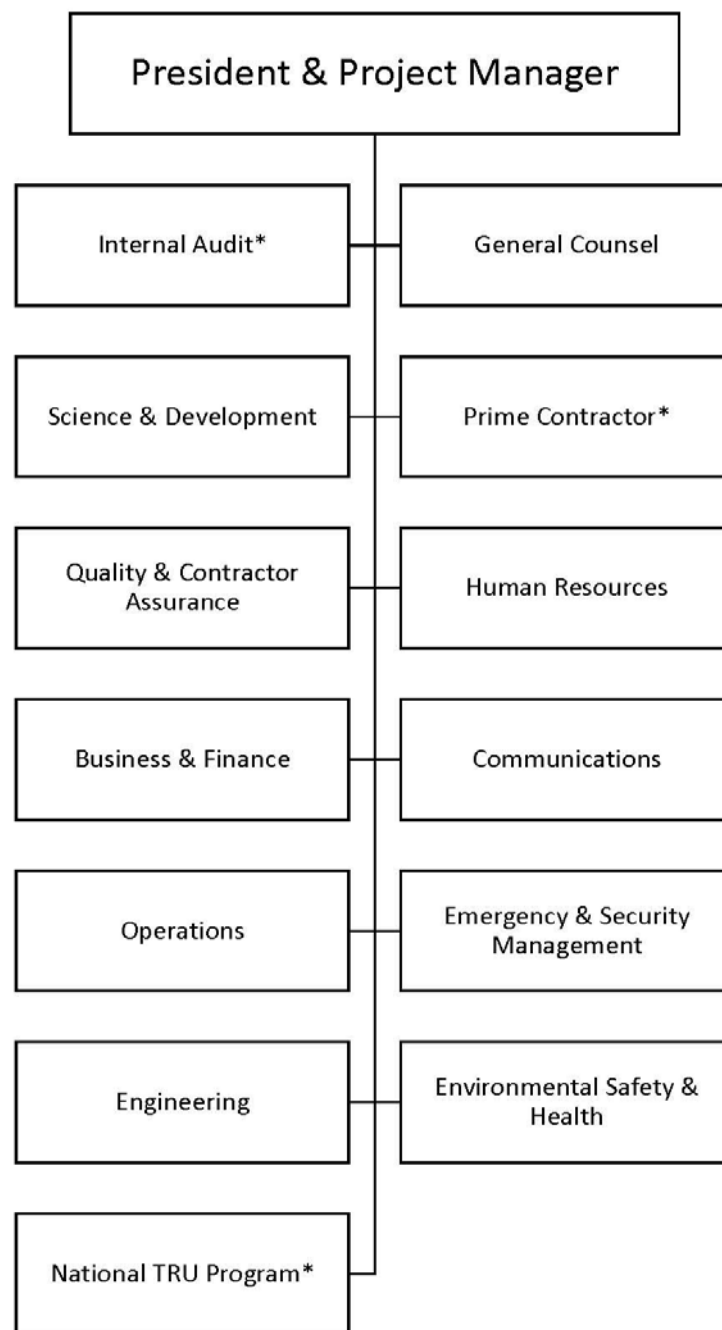 President & Project Manager
Internal Audit*
General Counsel
Science & Development
Prime Contractor*
Quality & Contractor
Assurance
Human Resources
Business & Finance
Communications
Operations
Emergency & Security
Management
Engineering
Environmental Safety &
Health
National TRU Program*